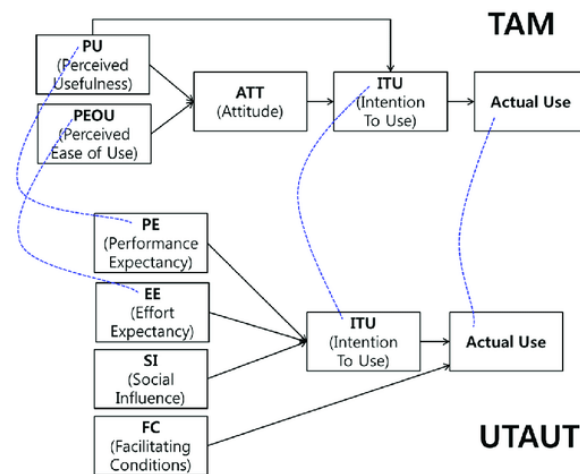 TAM
PU
(Perceived
Usefulness)
PEOU
(Perceived
Ease of Use)
ATT
(Attitude)
ITU
(Intention
To Use)
Actual Use
PE
(Performance
Expectancy)
EE
(Effort
Expectancy)
SI
(Social
Influence)
FC
(Facilitating
Conditions)
ITU
(Intention
To Use)
Actual Use
UTAUT